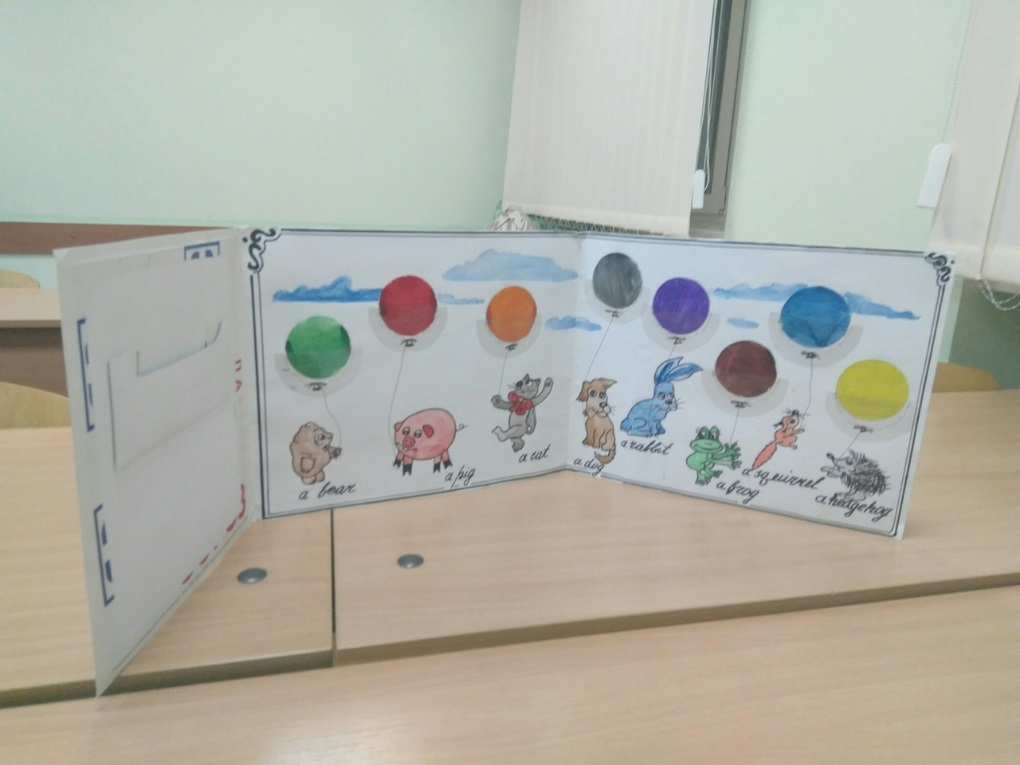 a bear
a pig
a cat
a dog
a rabbit
a frog
a squirrel
a hedgehog